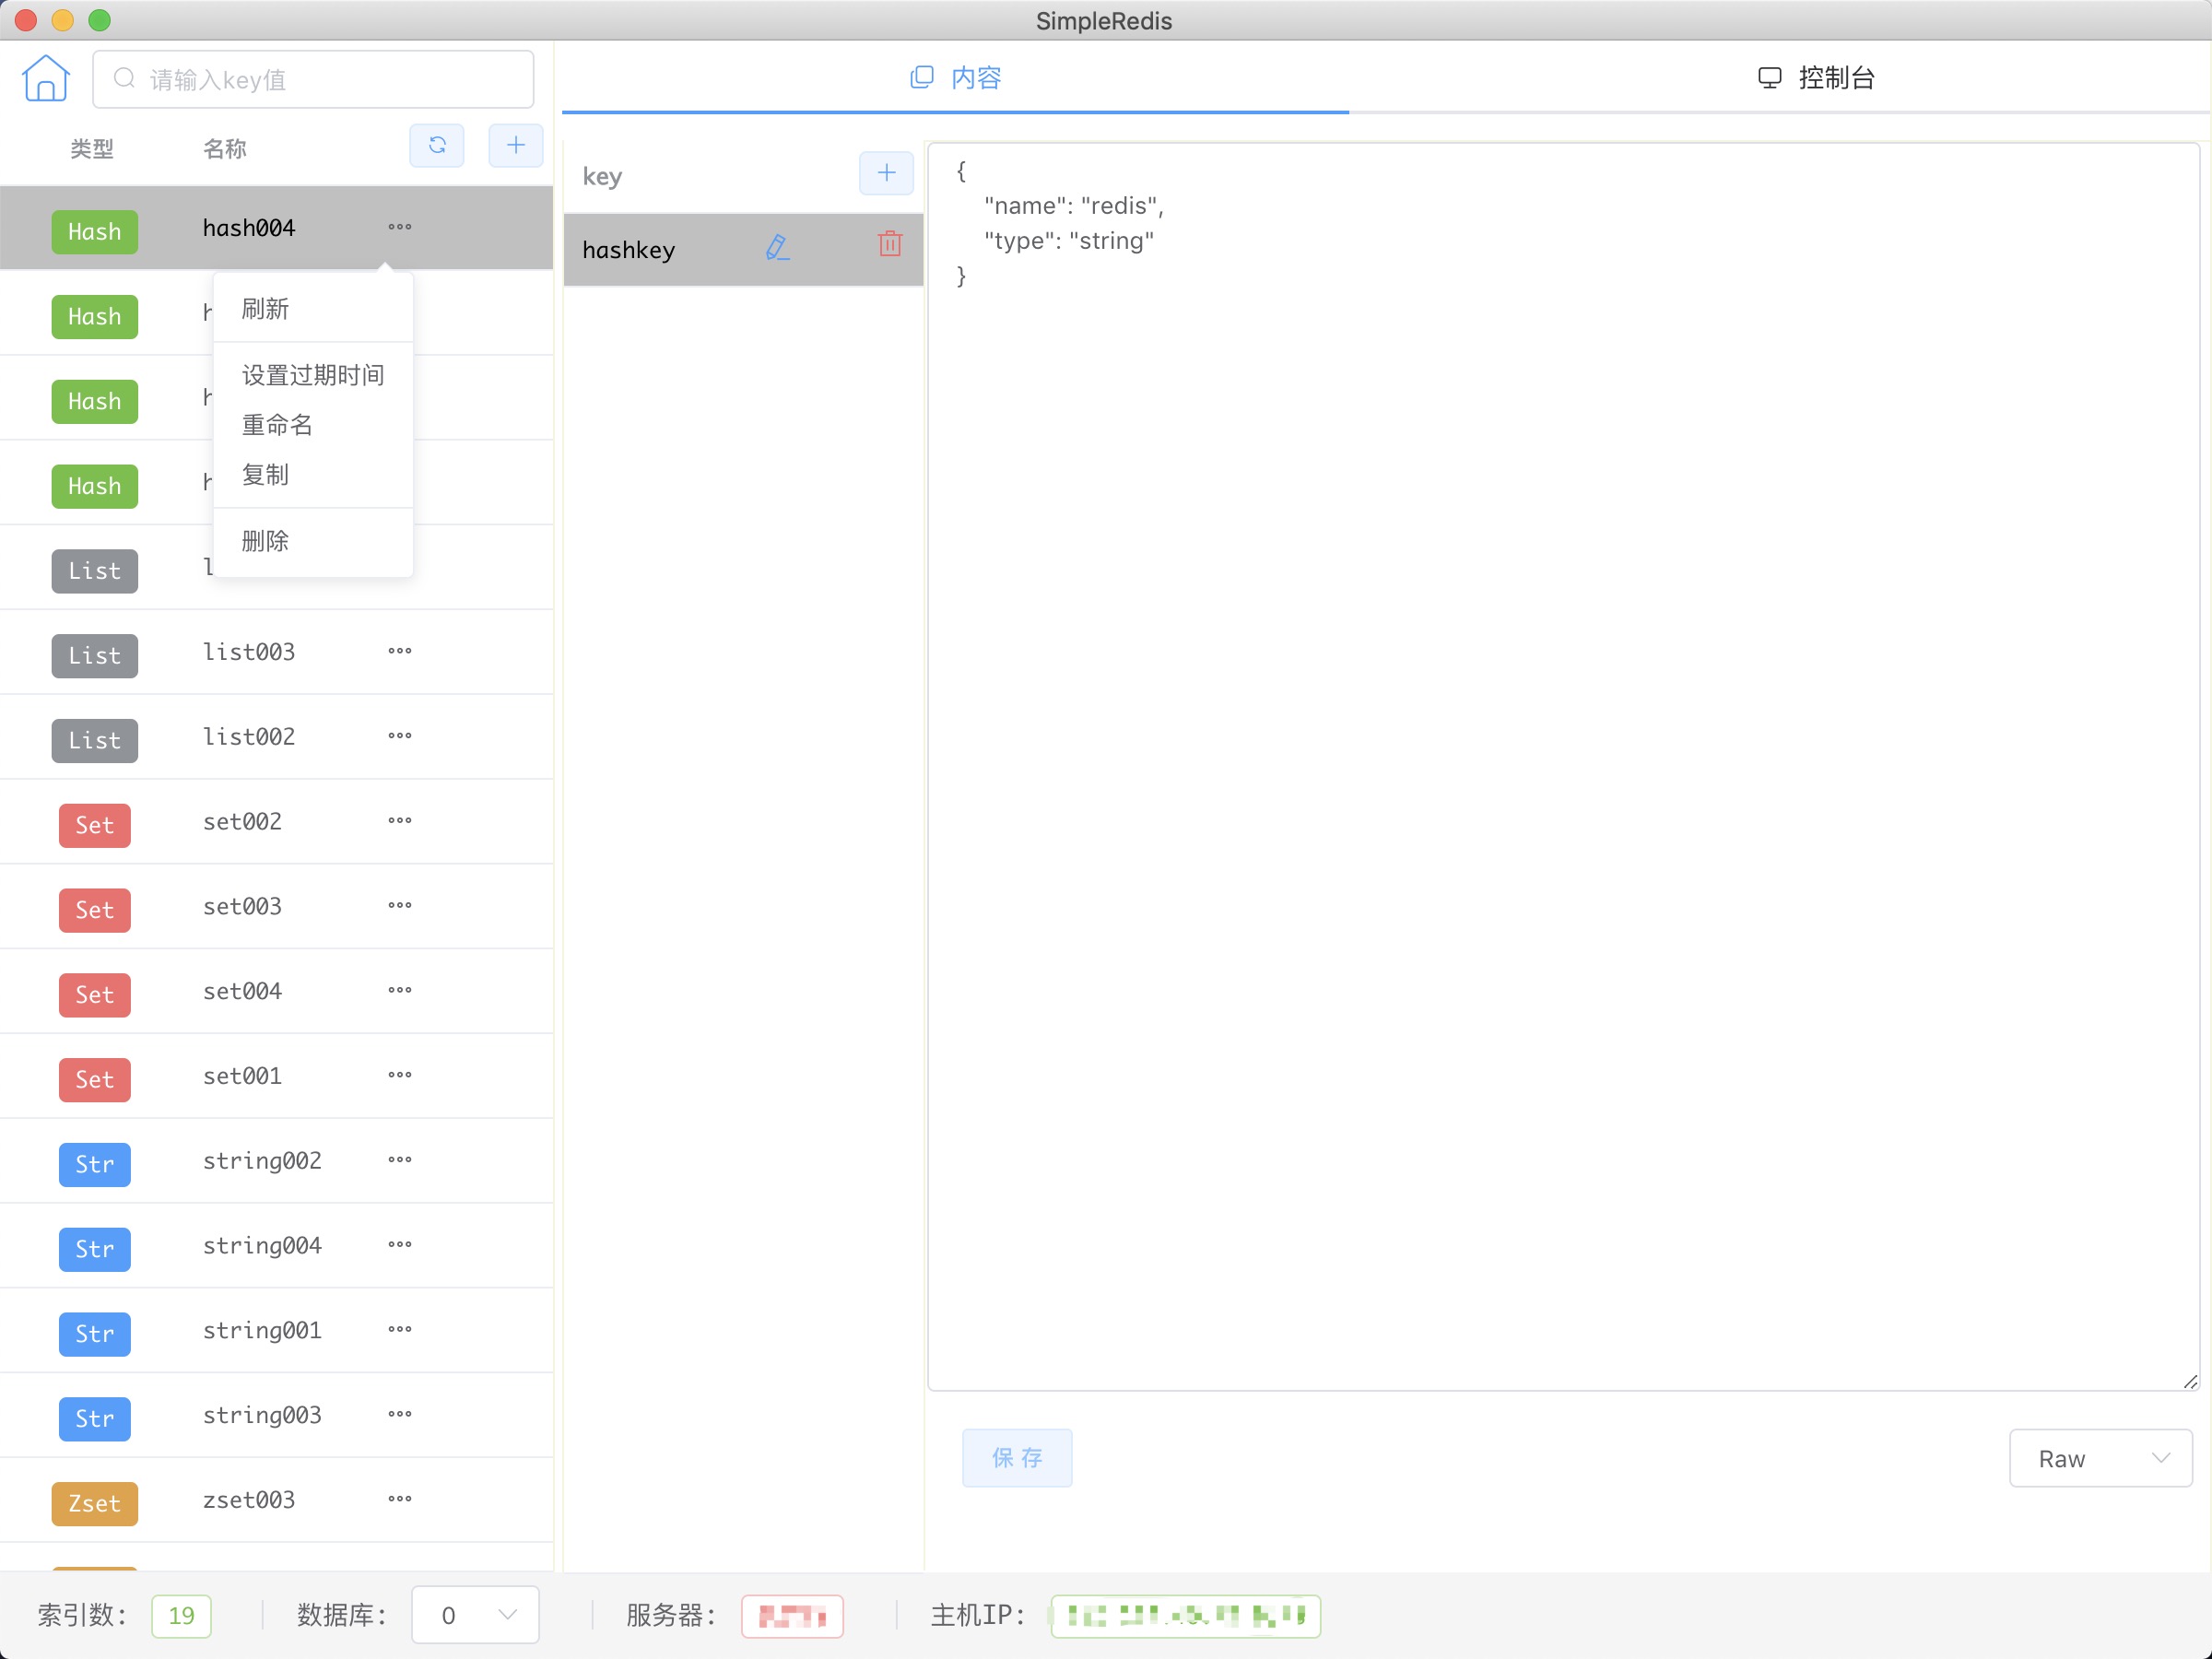 SimpleRedis
请输入key值
内容
控制台
类型 名称
key
Hash hash004
hashkey
{
"name": "redis",
"type": "string"
}
刷新
Hash
设置过期时间
Hash
重命名
复制
Hash
删除
List
List list003
List list002
Set set002
Set set003
Set set004
Set set001
Str string002
Str string004
Str string001
Str string003
保存
Raw
Zset zset003
索引数： 19 数据库： 0 服务器： 主机IP：